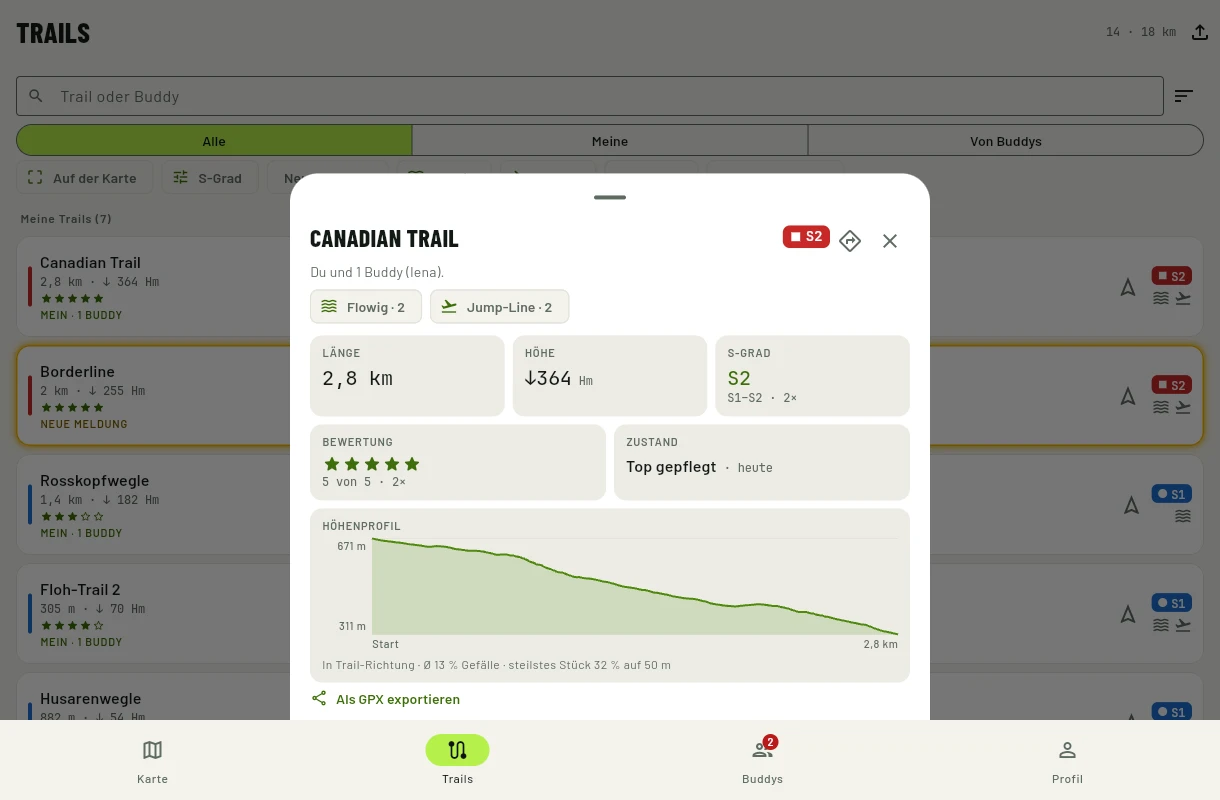 TRAILS
14 · 18 km
Trail oder Buddy
Alle
Meine
Von Buddys
Auf der Karte
S-Grad
Meine Trails (7)
Canadian Trail
2,8 km · ↓ 364 Hm
MEIN · 1 BUDDY
S2
Borderline
2 km · ↓ 255 Hm
NEUE MELDUNG
S2
Rosskopfwegle
1,4 km · ↓ 182 Hm
MEIN · 1 BUDDY
S1
Floh-Trail 2
305 m · ↓ 70 Hm
MEIN · 1 BUDDY
S1
Husarenwegle
882 m · ↓ 54 Hm
S1
CANADIAN TRAIL
S2
Du und 1 Buddy (lena).
Flowig · 2
Jump-Line · 2
LÄNGE
2,8 km
HÖHE
↓364 Hm
S-GRAD
S2
S1–S2 · 2×
BEWERTUNG
5 von 5 · 2×
ZUSTAND
Top gepflegt · heute
HÖHENPROFIL
671 m
311 m
Start
2,8 km
In Trail-Richtung · Ø 13 % Gefälle · steilstes Stück 32 % auf 50 m
Als GPX exportieren
Karte
Trails
2
Buddys
Profil